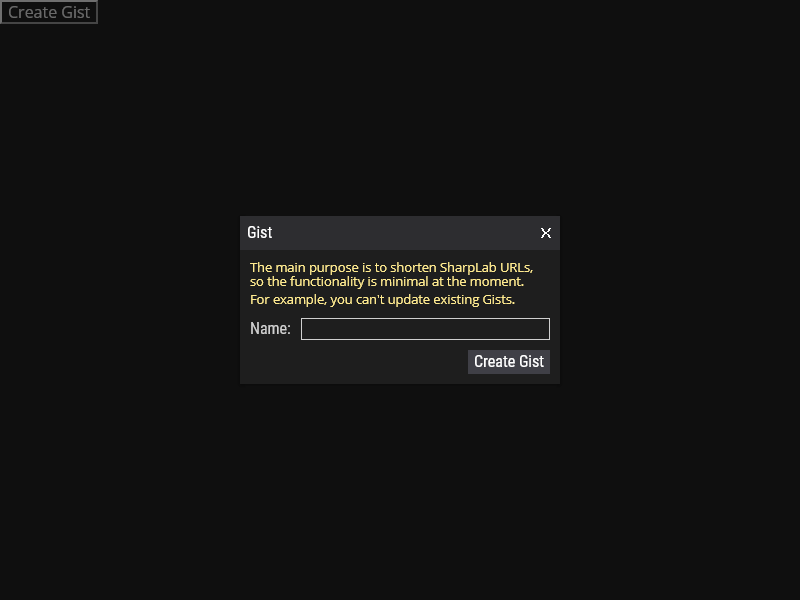 Create Gist
Gist
X
The main purpose is to shorten SharpLab URLs,
so the functionality is minimal at the moment.
For example, you can't update existing Gists.
Name:
Create Gist